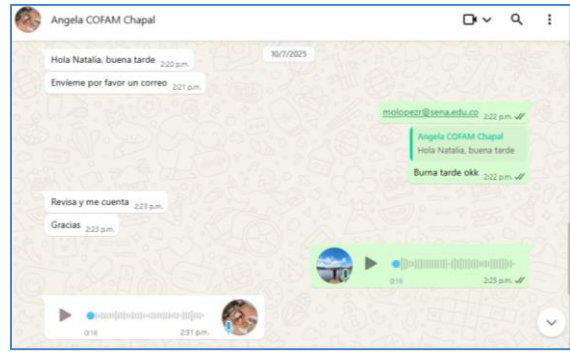 Angela COFAM Chapal
10/7/2025
Hola Natalia, buena tarde 2:20 p.m.
Envieme por favor un correo 2:21 p.m.
molopezr@sena.edu.co 2:22 p.m.
Angela COFAM Chapal
Hola Natalia, buena tarde
Burna tarde okk 2:22 p.m.
Revisa y me cuenta 2:23 p.m.
Gracias 2:23 p.m.
0:16 2:25 p.m.
0:16 2:31 p.m.